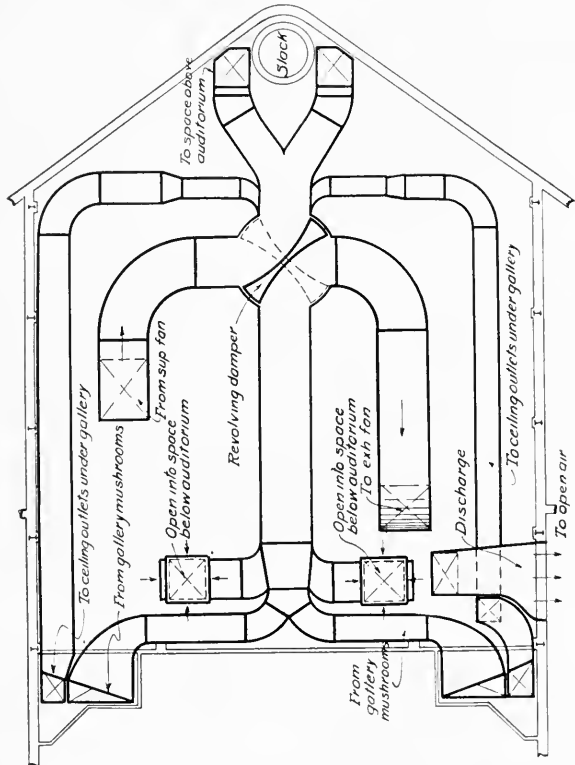 To space above
auditorium
Stack
To ceiling outlets under gallery
From gallery mushrooms
From sup fan
Open into space
below auditorium
Revolving damper
Open into space
below auditorium
To exh fan
Discharge
To ceiling outlets under gallery
To open air
From
gallery
mushrooms